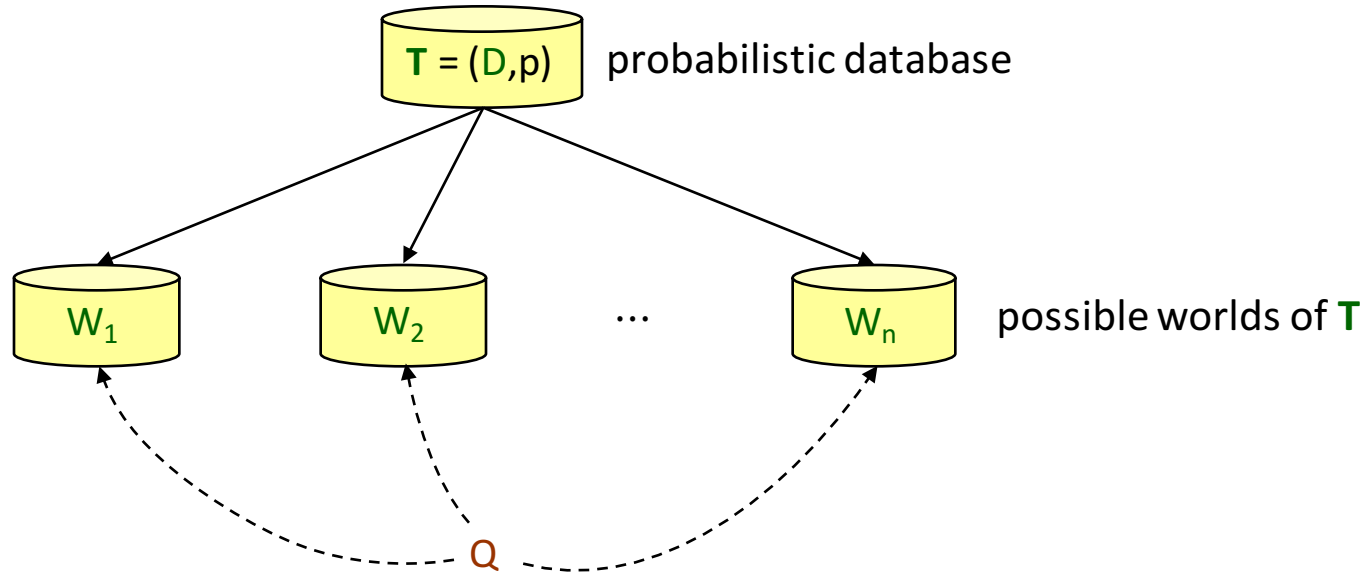 T = (D,p) probabilistic database
W₁ W₂ ... Wₙ possible worlds of T
Q